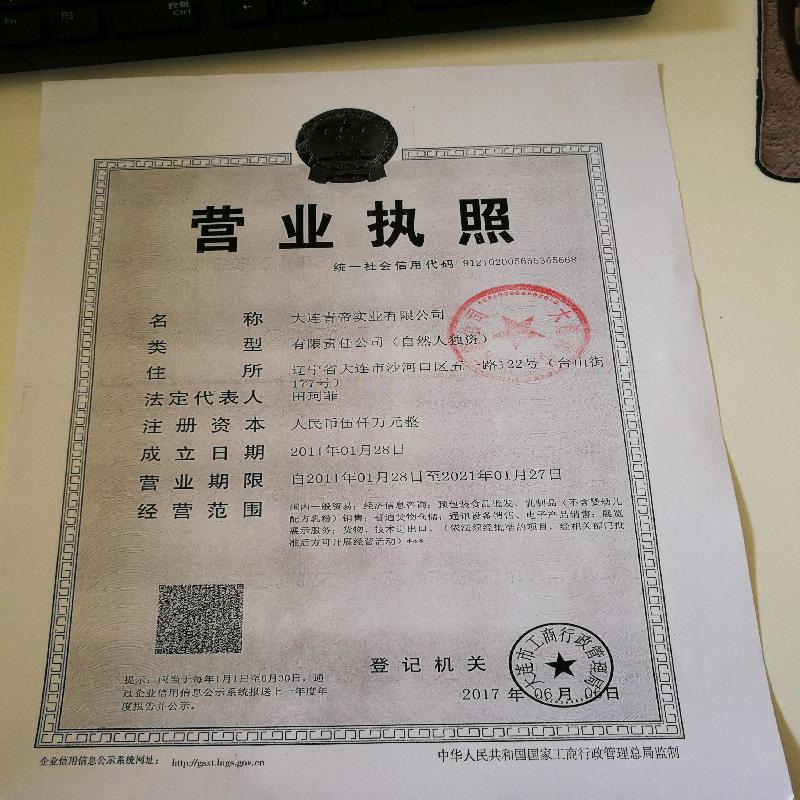 控制
Ctrl
Fn
营业执照
统一社会信用代码 912102005655365668
名称 大连青帝实业有限公司
类型 有限责任公司（自然人独资）
住所 辽宁省大连市沙河口区五一路122号（台山街
177号）
法定代表人 田珂菲
注册资本 人民币伍仟万元整
成立日期 2011年01月28日
营业期限 自2011年01月28日至2021年01月27日
经营范围 国内一般贸易；经济信息咨询；预包装食品批发、乳制品（不含婴幼儿
配方乳粉）销售；普通货物仓储；通讯设备销售、电子产品销售；展览
展示服务；货物、技术进出口。（依法须经批准的项目，经相关部门批
准后方可开展经营活动）***
登记机关
大连市工商行政管理局
2017 年 06 月 06 日
提示：应当于每年1月1日至6月30日，通
过企业信用信息公示系统报送上一年度年
度报告并公示。
企业信用信息公示系统网址： http://gsxt.lngs.gov.cn
中华人民共和国国家工商行政管理总局监制